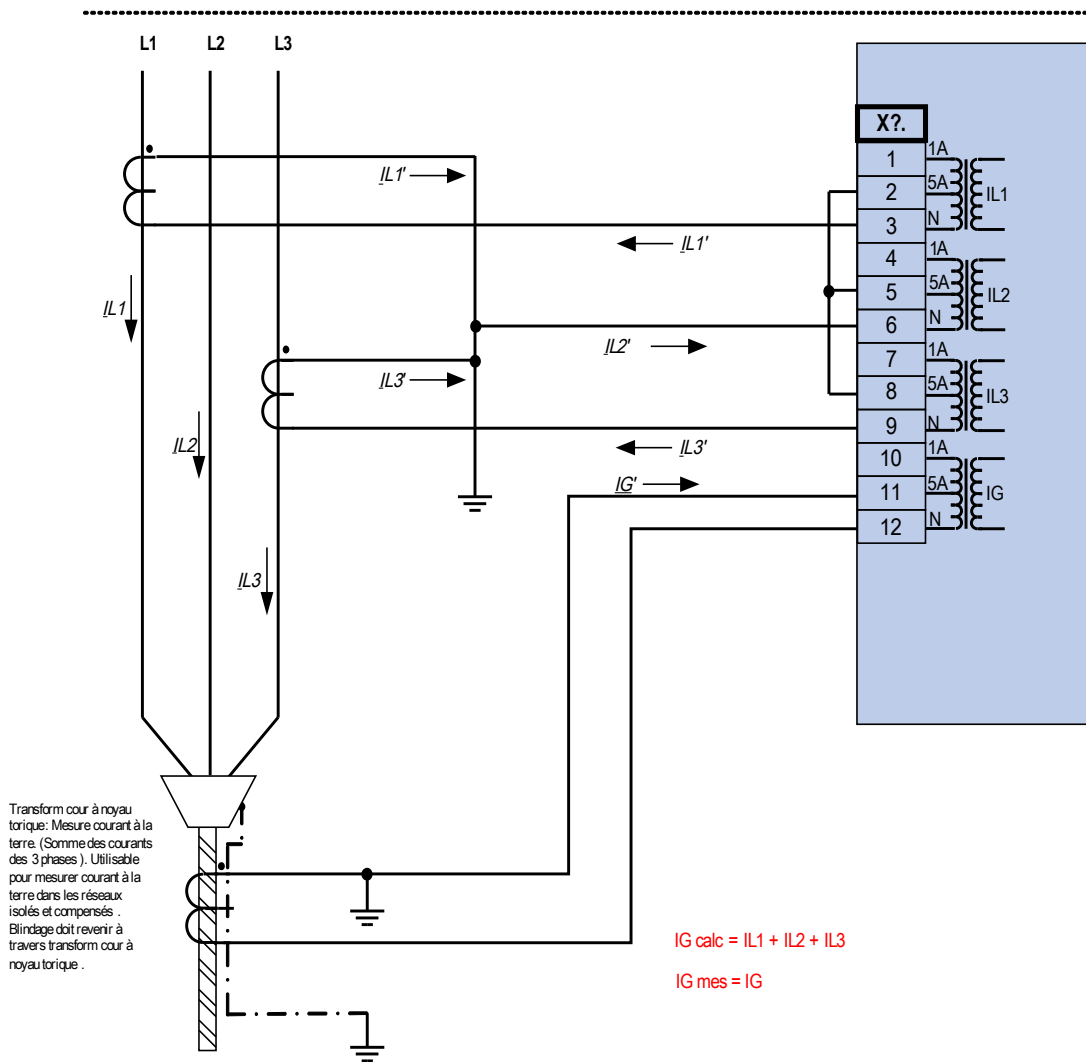 L1 L2 L3
X?.
1 1A
2 5A IL1
3 N
4 1A
5 5A IL2
6 N
7 1A
8 5A IL3
9 N
10 1A
11 5A IG
12 N
IL1'
IL1'
IL1
IL2'
IL3'
IL2
IL3'
IG'
IL3
Transform cour à noyau
torique: Mesure courant à la
terre. (Somme des courants
des 3 phases ). Utilisable
pour mesurer courant à la
terre dans les réseaux
isolés et compensés .
Blindage doit revenir à
travers transform cour à
noyau torique .
IG calc = IL1 + IL2 + IL3
IG mes = IG